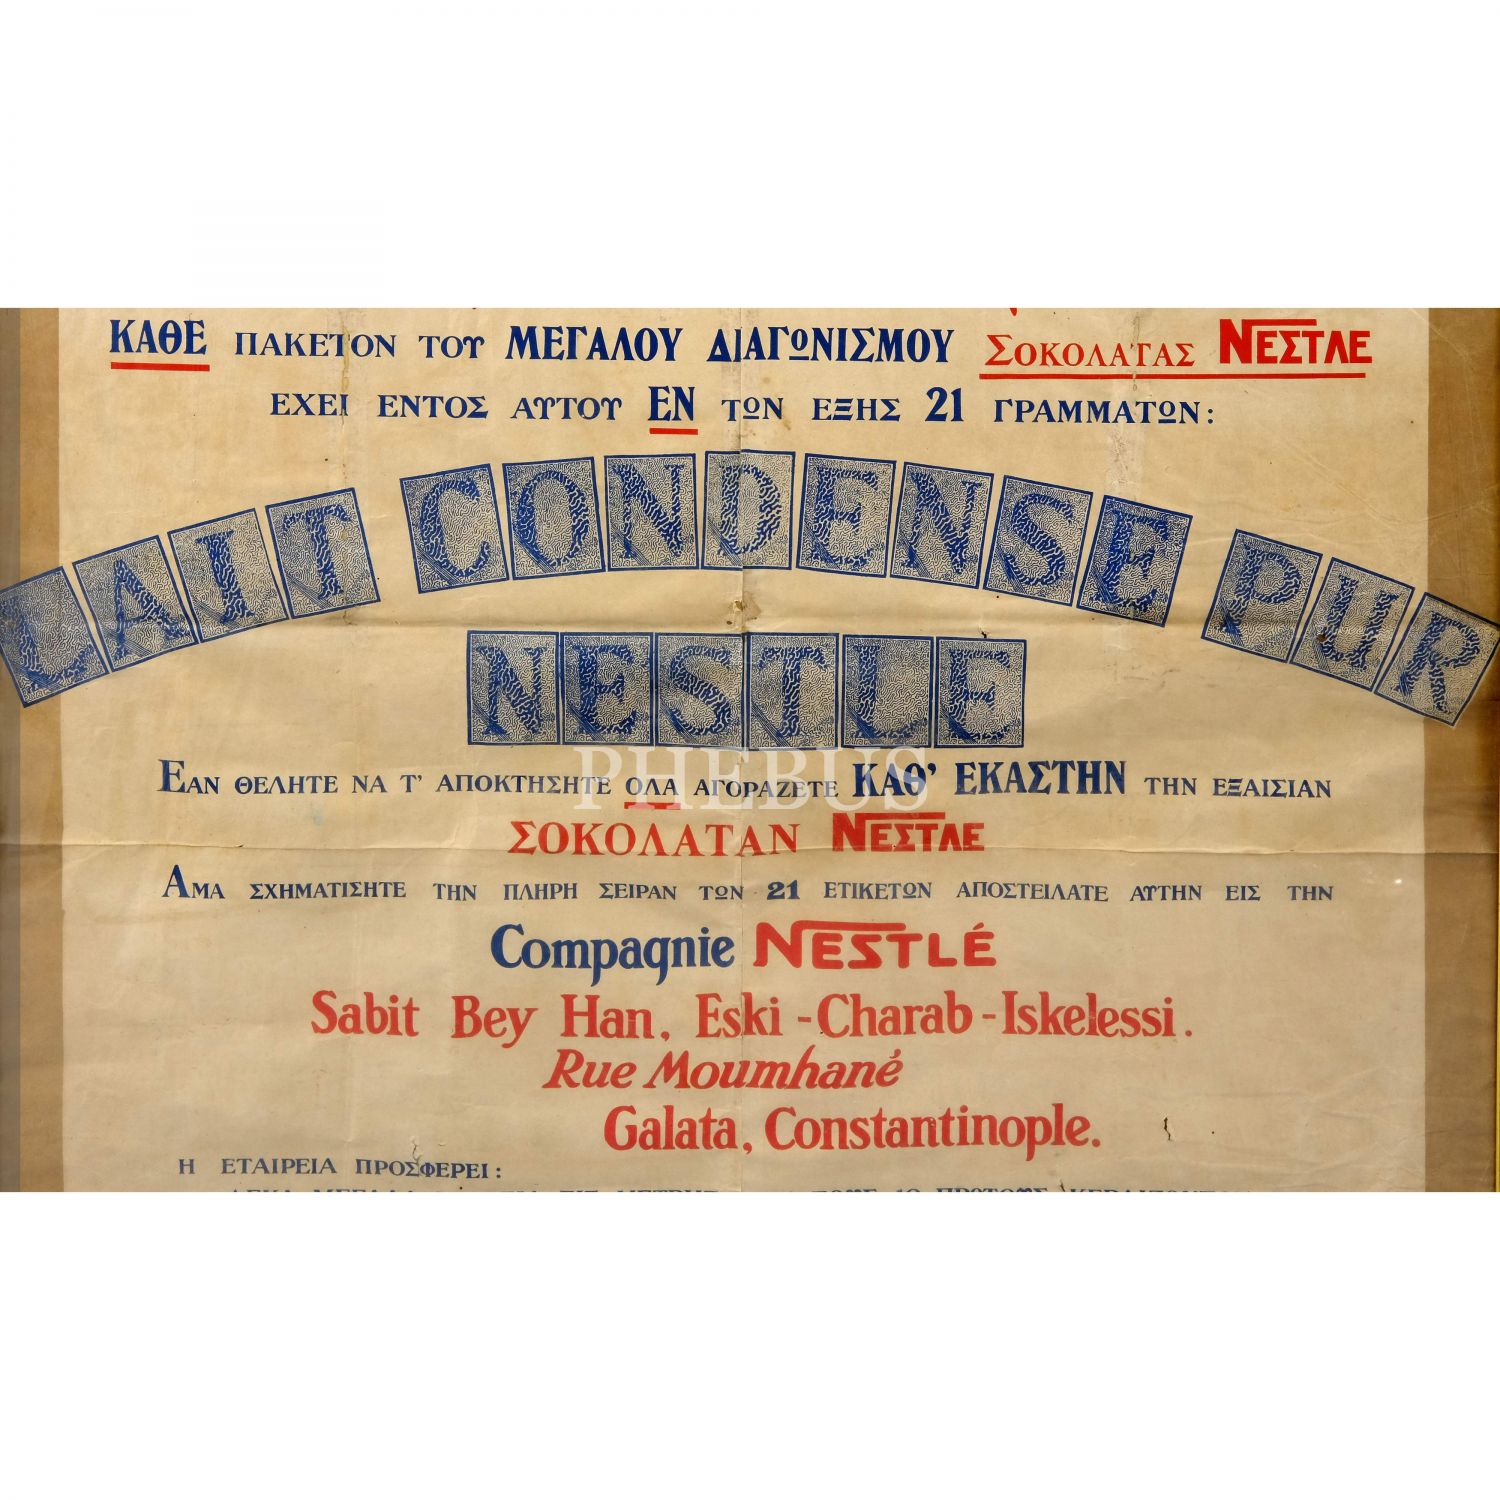 ΚΑΘΕ ΠΑΚΕΤΟΝ ΤΟΥ ΜΕΓΑΛΟΥ ΔΙΑΓΩΝΙΣΜΟΥ ΣΟΚΟΛΑΤΑΣ ΝΕΣΤΛΕ
ΕΧΕΙ ΕΝΤΟΣ ΑΥΤΟΥ ΕΝ ΤΩΝ ΕΞΗΣ 21 ΓΡΑΜΜΑΤΩΝ:
LAIT CONDENSE PUR
NESTLE
PHEBUS
ΕΑΝ ΘΕΛΗΤΕ ΝΑ Τ' ΑΠΟΚΤΗΣΗΤΕ ΟΛΑ ΑΓΟΡΑΖΕΤΕ ΚΑΘ' ΕΚΑΣΤΗΝ ΤΗΝ ΕΞΑΙΣΙΑΝ
ΣΟΚΟΛΑΤΑΝ ΝΕΣΤΛΕ
ΑΜΑ ΣΧΗΜΑΤΙΣΗΤΕ ΤΗΝ ΠΛΗΡΗ ΣΕΙΡΑΝ ΤΩΝ 21 ΕΤΙΚΕΤΩΝ ΑΠΟΣΤΕΙΛΑΤΕ ΑΥΤΗΝ ΕΙΣ ΤΗΝ
Compagnie NESTLÉ
Sabit Bey Han, Eski-Charab-Iskelessi.
Rue Moumhané
Galata, Constantinople.
Η ΕΤΑΙΡΕΙΑ ΠΡΟΣΦΕΡΕΙ: